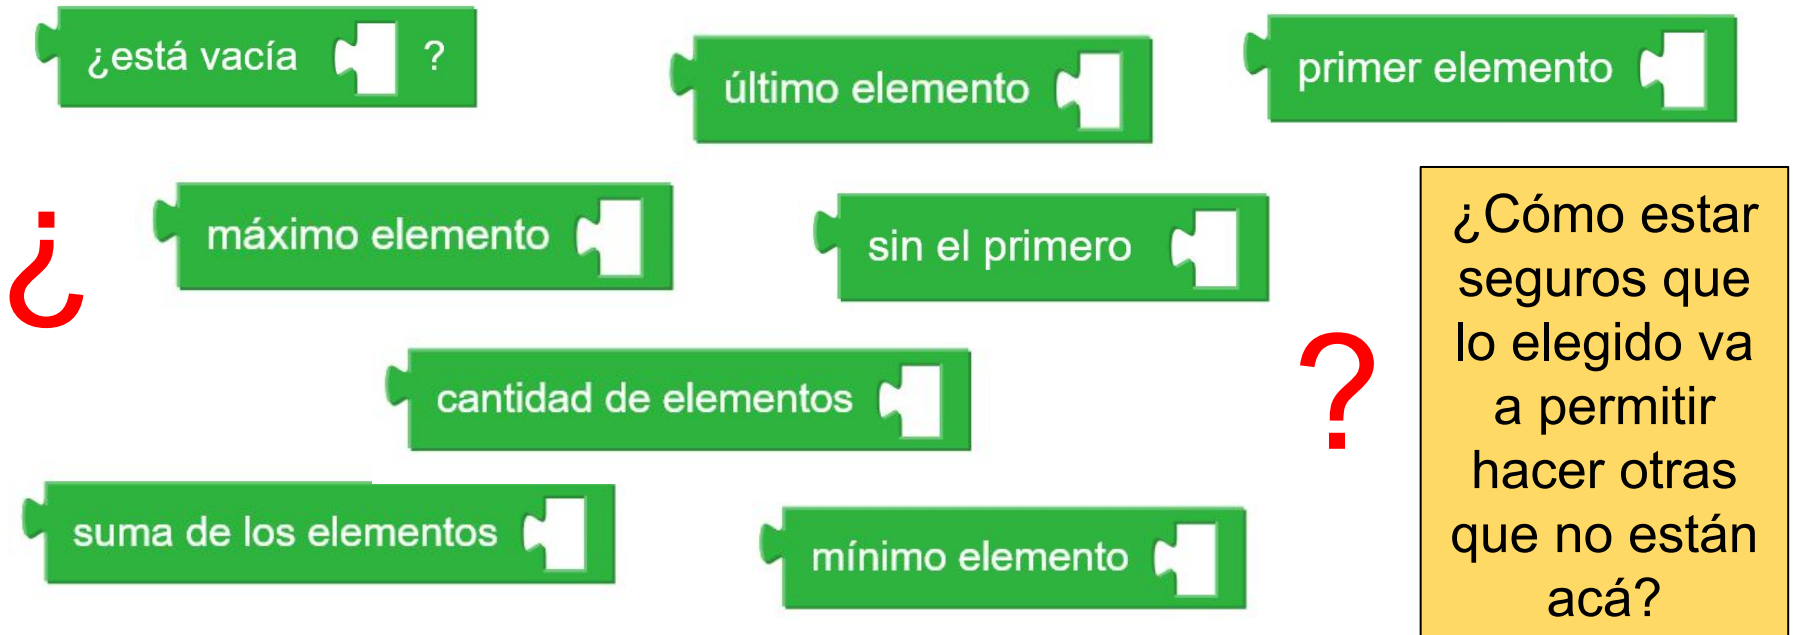 ¿está vacía ?
último elemento
primer elemento
¿
máximo elemento
sin el primero
cantidad de elementos
?
suma de los elementos
mínimo elemento
¿Cómo estar
seguros que
lo elegido va
a permitir
hacer otras
que no están
acá?